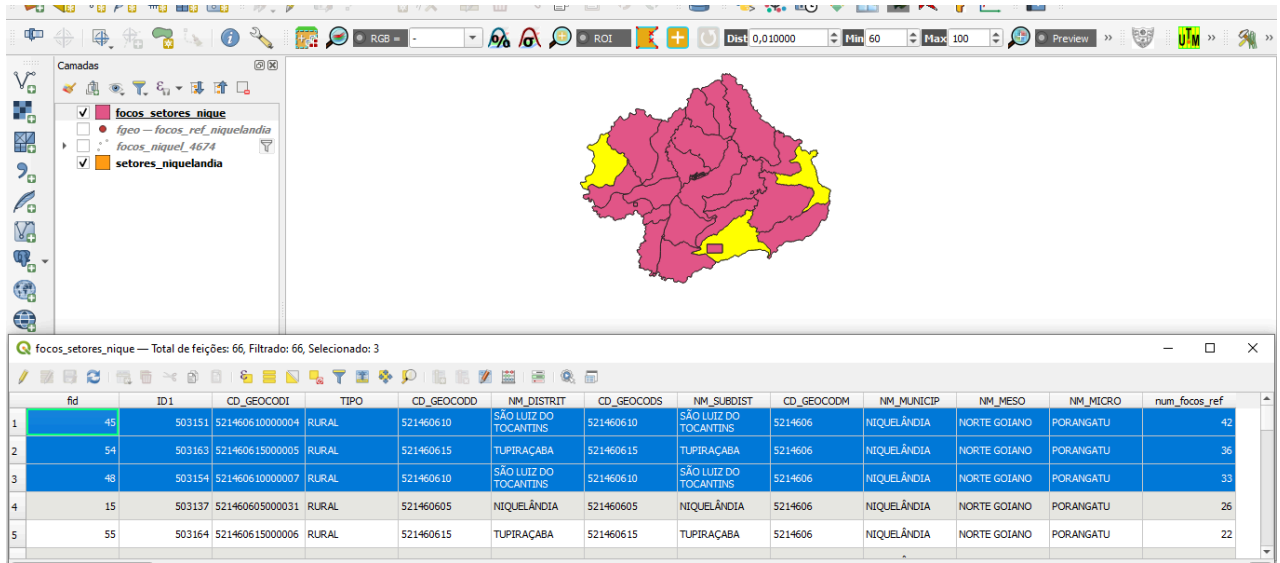 RGB = -
ROI
Dist 0,010000
Min 60
Max 100
Preview
»
UTM
»
»
Camadas
focos_setores_nique
fgeo — focos_ref_niquelandia
focos_niquel_4674
setores_niquelandia
focos_setores_nique — Total de feições: 66, Filtrado: 66, Selecionado: 3
fid ID1 CD_GEOCODI TIPO CD_GEOCODD NM_DISTRIT CD_GEOCODS NM_SUBDIST CD_GEOCODM NM_MUNICIP NM_MESO NM_MICRO num_focos_ref
1 45 503151 521460610000004 RURAL 521460610 SÃO LUIZ DO TOCANTINS 521460610 SÃO LUIZ DO TOCANTINS 5214606 NIQUELÂNDIA NORTE GOIANO PORANGATU 42
2 54 503163 521460615000005 RURAL 521460615 TUPIRAÇABA 521460615 TUPIRAÇABA 5214606 NIQUELÂNDIA NORTE GOIANO PORANGATU 36
3 48 503154 521460610000007 RURAL 521460610 SÃO LUIZ DO TOCANTINS 521460610 SÃO LUIZ DO TOCANTINS 5214606 NIQUELÂNDIA NORTE GOIANO PORANGATU 33
4 15 503137 521460605000031 RURAL 521460605 NIQUELÂNDIA 521460605 NIQUELÂNDIA 5214606 NIQUELÂNDIA NORTE GOIANO PORANGATU 26
5 55 503164 521460615000006 RURAL 521460615 TUPIRAÇABA 521460615 TUPIRAÇABA 5214606 NIQUELÂNDIA NORTE GOIANO PORANGATU 22